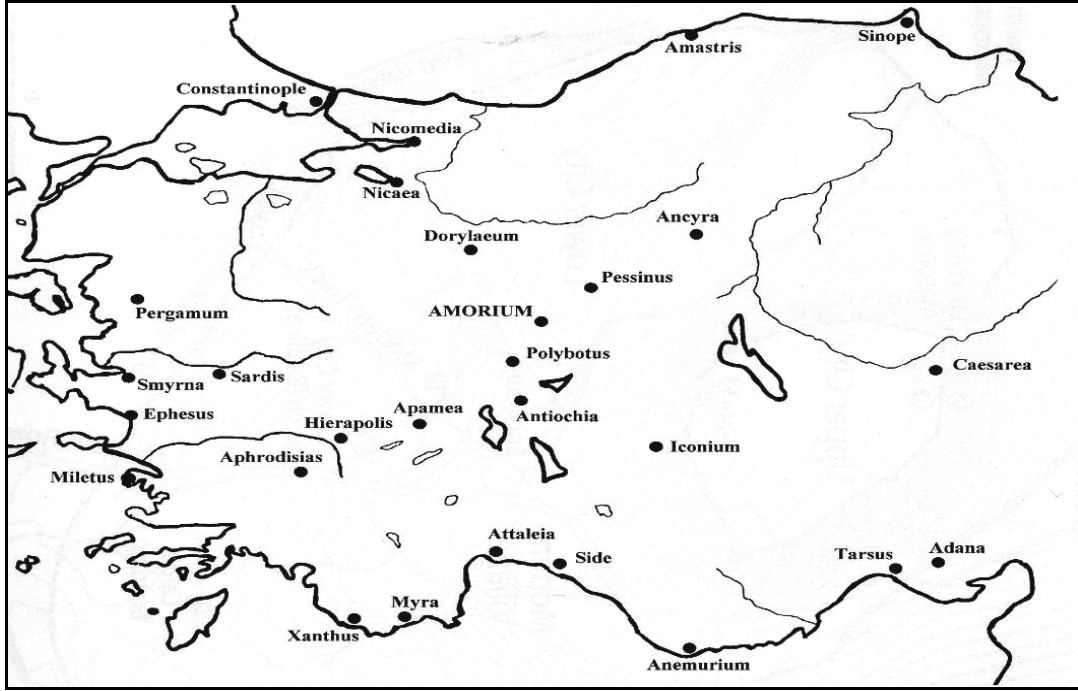 Sinope
Amastris
Constantinople
Nicomedia
Nicaea
Ancyra
Dorylaeum
Pessinus
Pergamum
AMORIUM
Polybotus
Caesarea
Smyrna
Sardis
Ephesus
Apamea
Antiochia
Hierapolis
Iconium
Aphrodisias
Miletus
Attaleia
Side
Tarsus
Adana
Myra
Xanthus
Anemurium